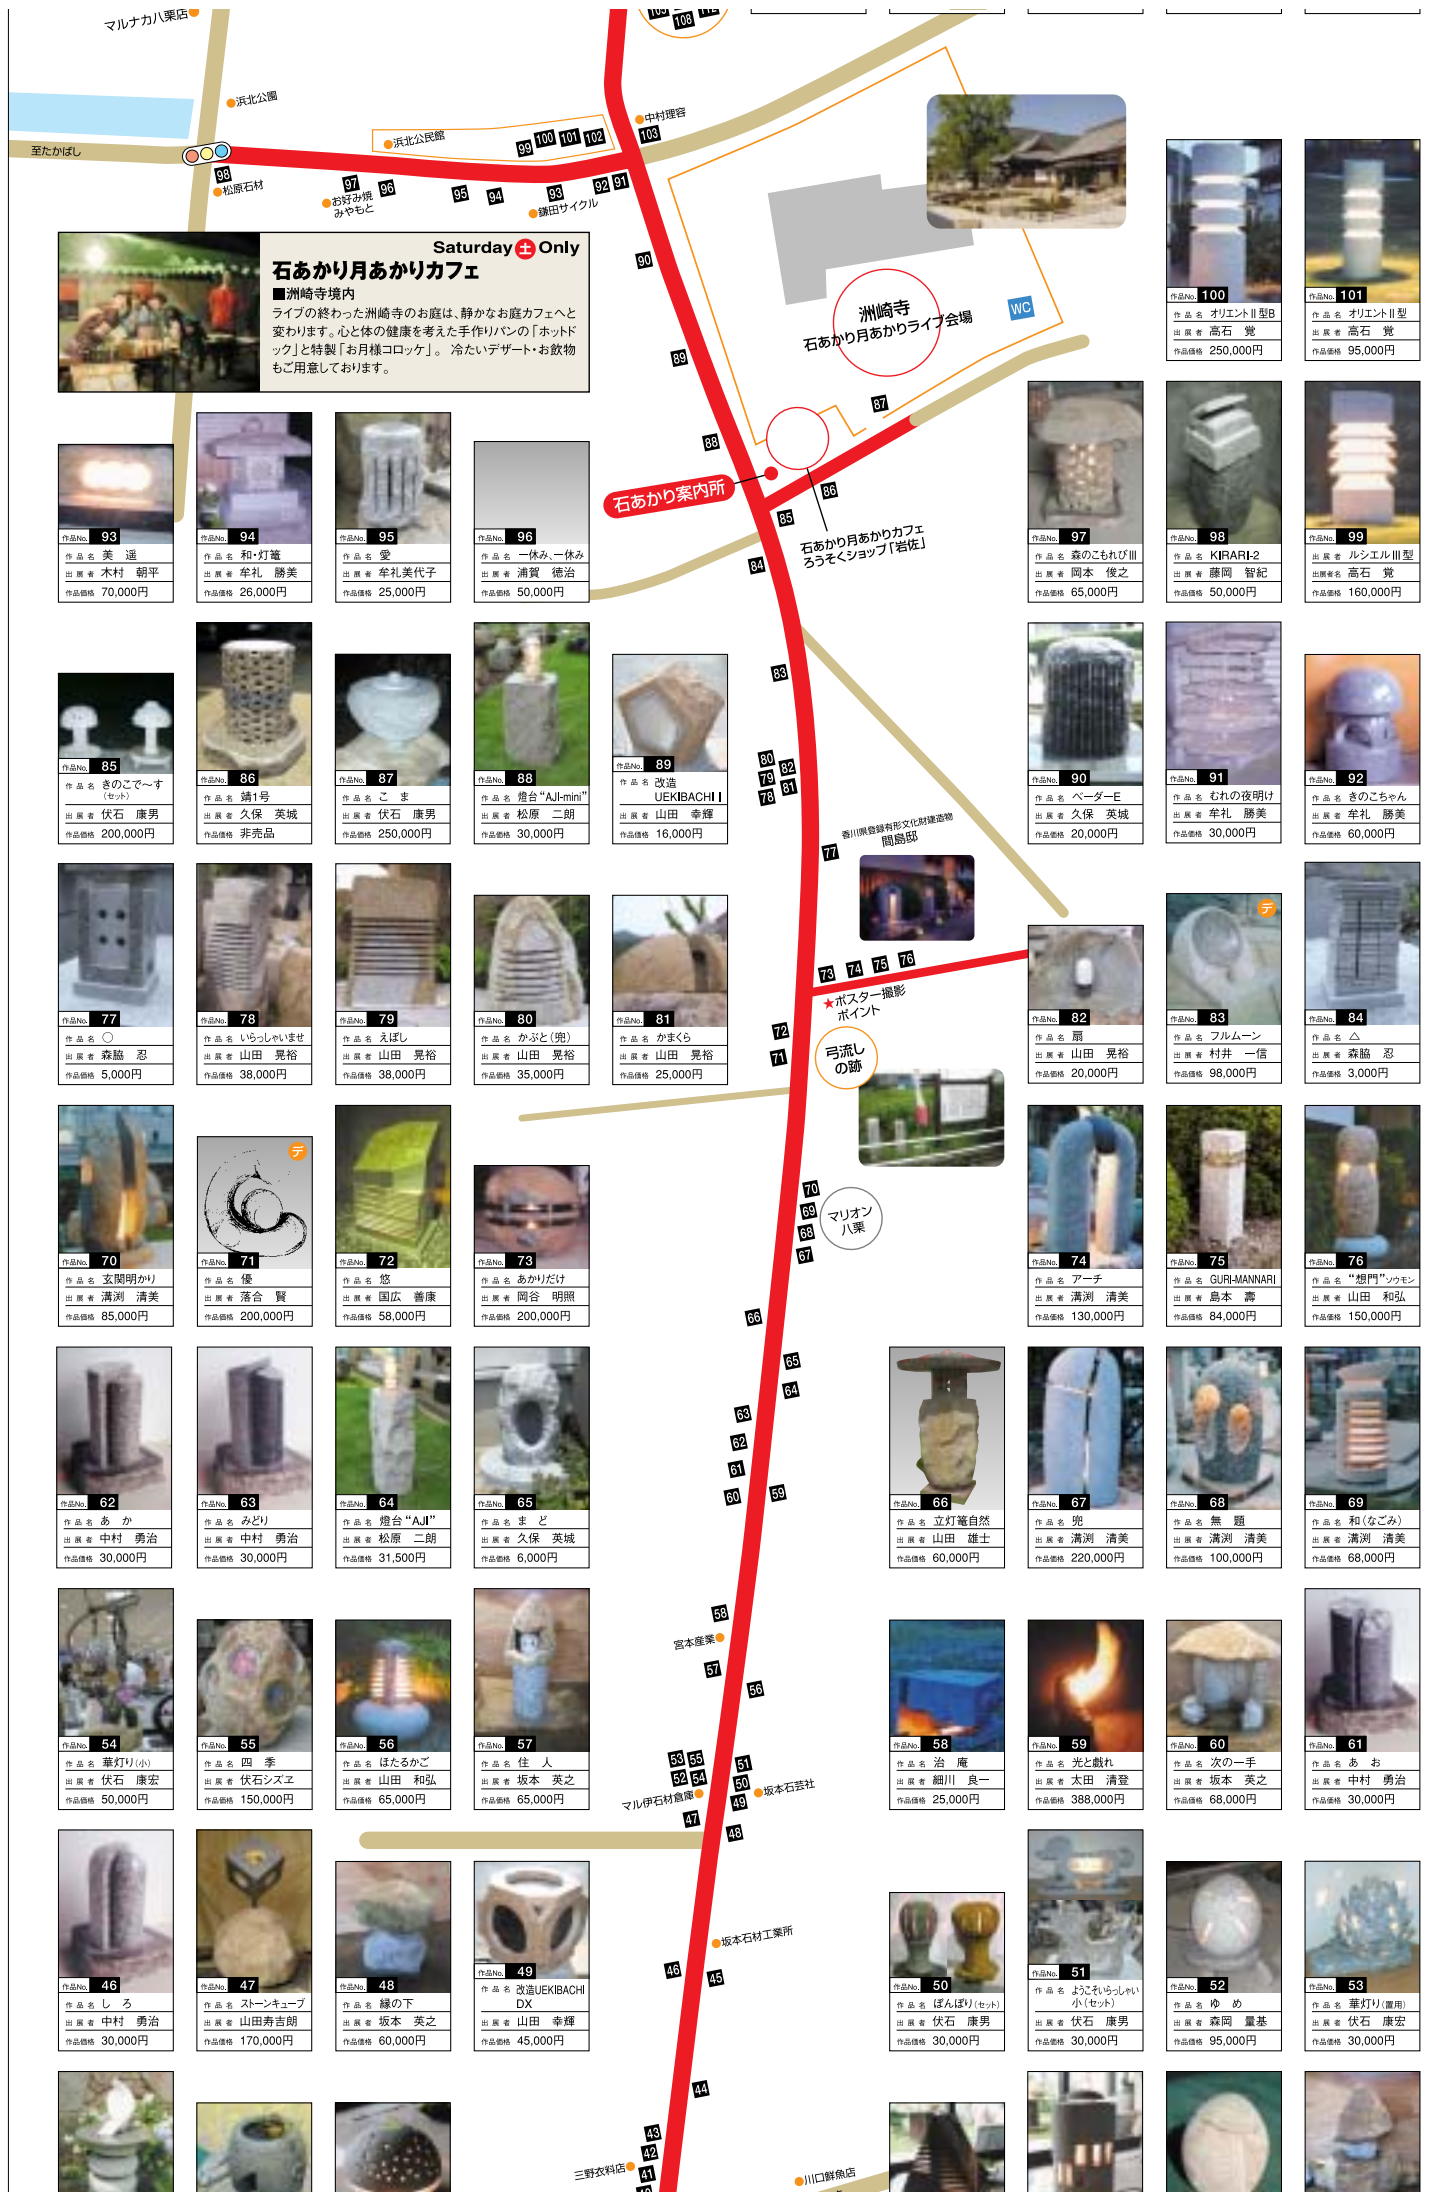 マルナカ八栗店
108
浜北公園
至たかばし
浜北公民館
99
100
101
102
中村理容
103
98
松原石材
97
お好み焼
みやもと
96
95
94
93
鎌田サイクル
92
91
90
89
88
Saturday 土 Only
石あかり月あかりカフェ
■洲崎寺境内
ライブの終わった洲崎寺のお庭は、静かなお庭カフェへと
変わります。心と体の健康を考えた手作りパンの「ホットド
ック」と特製「お月様コロッケ」。 冷たいデザート・お飲物
もご用意しております。
洲崎寺
石あかり月あかりライブ会場
WC
87
86
85
84
石あかり案内所
石あかり月あかりカフェ
ろうそくショップ「岩佐」
作品No. 100
作品名 オリエントⅡ型B
出展者 高石 覚
作品価格 250,000円
作品No. 101
作品名 オリエントⅡ型
出展者 高石 覚
作品価格 95,000円
作品No. 93
作品名 美 遥
出展者 木村 朝平
作品価格 70,000円
作品No. 94
作品名 和・灯篭
出展者 牟礼 勝美
作品価格 26,000円
作品No. 95
作品名 愛
出展者 牟礼美代子
作品価格 25,000円
作品No. 96
作品名 一休み、一休み
出展者 浦賀 徳治
作品価格 50,000円
作品No. 97
作品名 森のこもれびⅢ
出展者 岡本 俊之
作品価格 65,000円
作品No. 98
作品名 KIRARI-2
出展者 藤岡 智紀
作品価格 50,000円
作品No. 99
作品名 ルシエルⅢ型
出展者名 高石 覚
作品価格 160,000円
作品No. 85
作品名 きのこで〜す
(セット)
出展者 伏石 康男
作品価格 200,000円
作品No. 86
作品名 靖1号
出展者 久保 英城
作品価格 非売品
作品No. 87
作品名 こ ま
出展者 伏石 康男
作品価格 250,000円
作品No. 88
作品名 燈台“AJI-mini”
出展者 松原 二朗
作品価格 30,000円
作品No. 89
作品名 改造
UEKIBACHI I
出展者 山田 幸輝
作品価格 16,000円
作品No. 90
作品名 ベーダーE
出展者 久保 英城
作品価格 20,000円
作品No. 91
作品名 むれの夜明け
出展者 牟礼 勝美
作品価格 30,000円
作品No. 92
作品名 きのこちゃん
出展者 牟礼 勝美
作品価格 60,000円
83
80
79
78
82
81
77
香川県登録有形文化財建造物
間島邸
73
74
75
76
★ポスター撮影
ポイント
72
71
弓流し
の跡
作品No. 77
作品名 ○
出展者 森脇 忍
作品価格 5,000円
作品No. 78
作品名 いらっしゃいませ
出展者 山田 晃裕
作品価格 38,000円
作品No. 79
作品名 えぼし
出展者 山田 晃裕
作品価格 38,000円
作品No. 80
作品名 かぶと(兜)
出展者 山田 晃裕
作品価格 35,000円
作品No. 81
作品名 かまくら
出展者 山田 晃裕
作品価格 25,000円
作品No. 82
作品名 扇
出展者 山田 晃裕
作品価格 20,000円
デ
作品No. 83
作品名 フルムーン
出展者 村井 一信
作品価格 98,000円
作品No. 84
作品名 △
出展者 森脇 忍
作品価格 3,000円
70
69
68
67
マリオン
八栗
66
65
64
63
62
61
60
59
作品No. 70
作品名 玄関明かり
出展者 溝渕 清美
作品価格 85,000円
デ
作品No. 71
作品名 優
出展者 落合 賢
作品価格 200,000円
作品No. 72
作品名 悠
出展者 国広 善康
作品価格 58,000円
作品No. 73
作品名 あかりだけ
出展者 岡谷 明照
作品価格 200,000円
作品No. 74
作品名 アーチ
出展者 溝渕 清美
作品価格 130,000円
作品No. 75
作品名 GURI-MANNARI
出展者 島本 壽
作品価格 84,000円
作品No. 76
作品名 “想門”ソウモン
出展者 山田 和弘
作品価格 150,000円
作品No. 62
作品名 あ か
出展者 中村 勇治
作品価格 30,000円
作品No. 63
作品名 みどり
出展者 中村 勇治
作品価格 30,000円
作品No. 64
作品名 燈台“AJI”
出展者 松原 二朗
作品価格 31,500円
作品No. 65
作品名 ま ど
出展者 久保 英城
作品価格 6,000円
作品No. 66
作品名 立灯篭自然
出展者 山田 雄士
作品価格 60,000円
作品No. 67
作品名 兜
出展者 溝渕 清美
作品価格 220,000円
作品No. 68
作品名 無 題
出展者 溝渕 清美
作品価格 100,000円
作品No. 69
作品名 和(なごみ)
出展者 溝渕 清美
作品価格 68,000円
58
宮本産業
57
56
53 55
52 54
マル伊石材倉庫
51
50
49
坂本石芸社
47
48
作品No. 54
作品名 華灯り(小)
出展者 伏石 康宏
作品価格 50,000円
作品No. 55
作品名 四 季
出展者 伏石シズヱ
作品価格 150,000円
作品No. 56
作品名 ほたるかご
出展者 山田 和弘
作品価格 65,000円
作品No. 57
作品名 住 人
出展者 坂本 英之
作品価格 65,000円
作品No. 58
作品名 治 庵
出展者 細川 良一
作品価格 25,000円
作品No. 59
作品名 光と戯れ
出展者 太田 清登
作品価格 388,000円
作品No. 60
作品名 次の一手
出展者 坂本 英之
作品価格 68,000円
作品No. 61
作品名 あ お
出展者 中村 勇治
作品価格 30,000円
坂本石材工業所
46
45
作品No. 46
作品名 し ろ
出展者 中村 勇治
作品価格 30,000円
作品No. 47
作品名 ストーンキューブ
出展者 山田寿吉朗
作品価格 170,000円
作品No. 48
作品名 縁の下
出展者 坂本 英之
作品価格 60,000円
作品No. 49
作品名 改造UEKIBACHI
DX
出展者 山田 幸輝
作品価格 45,000円
作品No. 50
作品名 ぼんぼり(セット)
出展者 伏石 康男
作品価格 30,000円
作品No. 51
作品名 ようこそいらっしゃい
小(セット)
出展者 伏石 康男
作品価格 30,000円
作品No. 52
作品名 ゆ め
出展者 森岡 量基
作品価格 95,000円
作品No. 53
作品名 華灯り(置用)
出展者 伏石 康宏
作品価格 30,000円
44
43
42
三野衣料店
41
川口鮮魚店